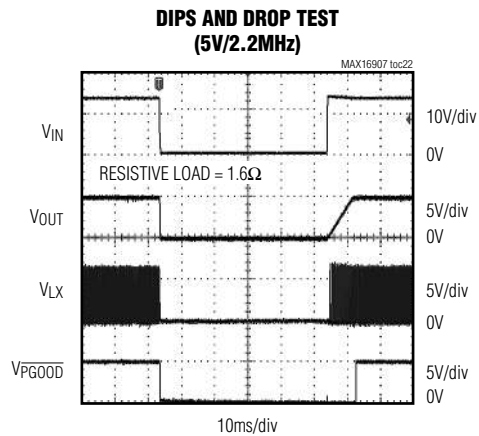 DIPS AND DROP TEST
(5V/2.2MHz)
MAX16907 toc22
T
VIN
10V/div
0V
RESISTIVE LOAD = 1.6Ω
VOUT
5V/div
0V
VLX
5V/div
0V
VPGOOD
5V/div
0V
10ms/div